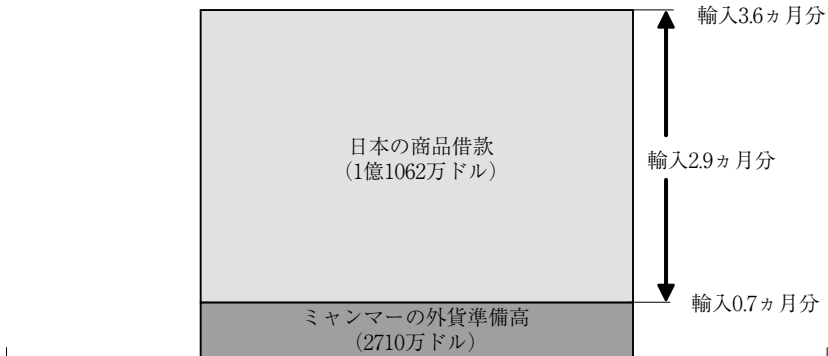 輸入3.6ヵ月分
日本の商品借款
（1億1062万ドル）
輸入2.9ヵ月分
輸入0.7ヵ月分
ミャンマーの外貨準備高
（2710万ドル）